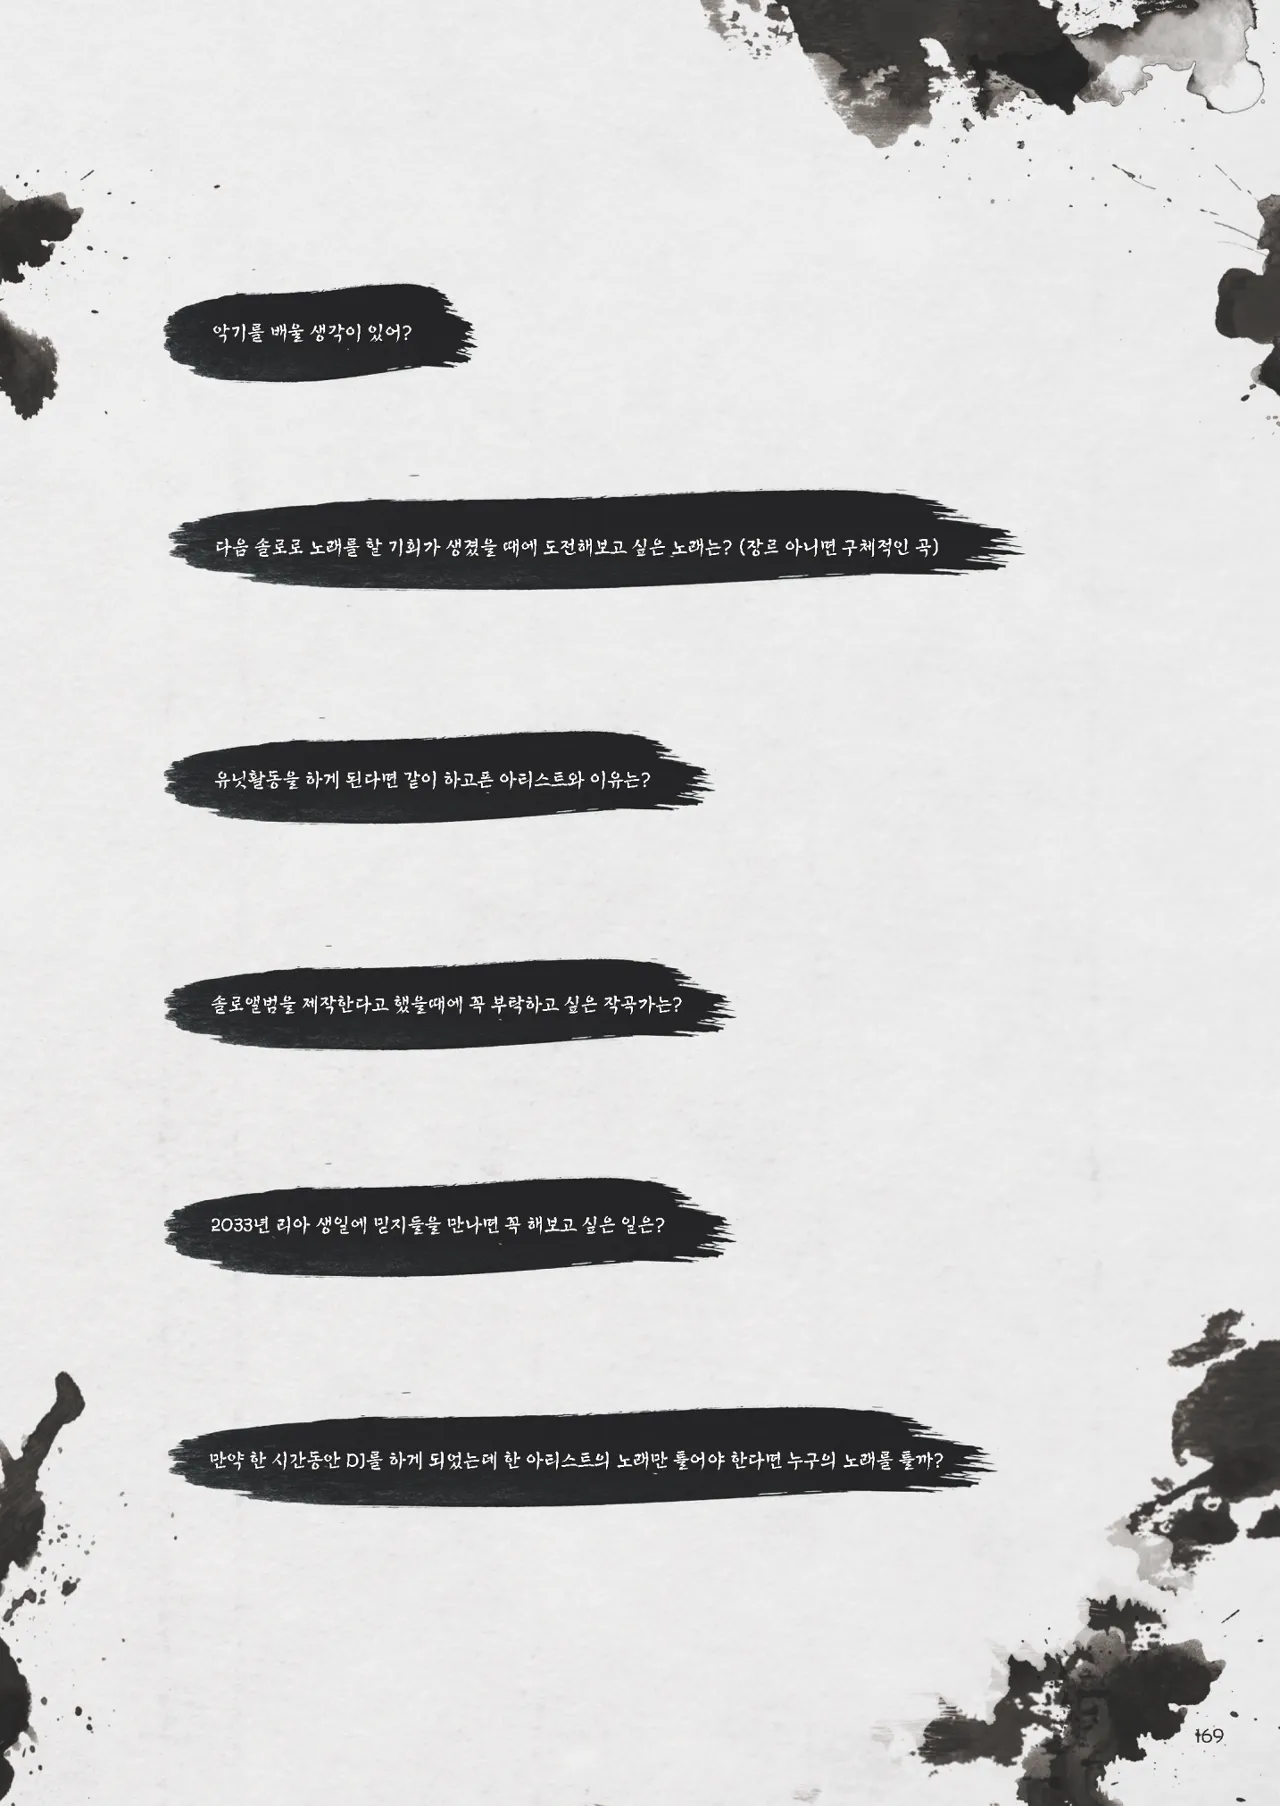 악기를 배울 생각이 있어?
다음 솔로로 노래를 할 기회가 생겼을 때에 도전해보고 싶은 노래는? (장르 아니면 구체적인 곡)
유닛활동을 하게 된다면 같이 하고픈 아티스트와 이유는?
솔로앨범을 제작한다고 했을때에 꼭 부탁하고 싶은 작곡가는?
2033년 리아 생일에 믿지들을 만나면 꼭 해보고 싶은 일은?
만약 한 시간동안 DJ를 하게 되었는데 한 아티스트의 노래만 틀어야 한다면 누구의 노래를 틀까?
169